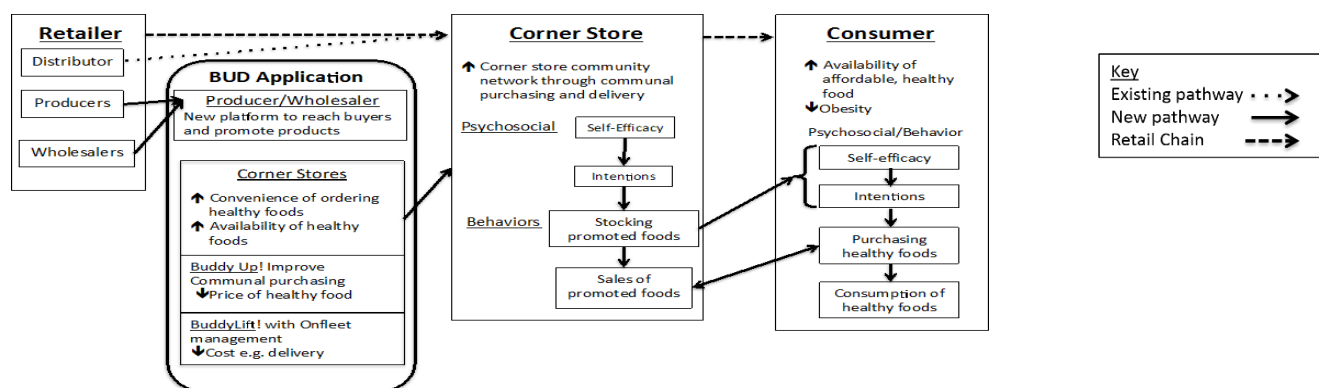 Retailer
Distributor
Producers
Wholesalers
BUD Application
Producer/Wholesaler
New platform to reach buyers
and promote products
Corner Stores
Convenience of ordering
healthy foods
Availability of healthy
foods
Buddy Up! Improve
Communal purchasing
Price of healthy food
BuddyLift! with Onfleet
management
Cost e.g. delivery
Corner Store
Corner store community
network through communal
purchasing and delivery
Psychosocial
Self-Efficacy
Intentions
Behaviors
Stocking
promoted foods
Sales of
promoted foods
Consumer
Availability of
affordable, healthy
food
Obesity
Psychosocial/Behavior
Self-efficacy
Intentions
Purchasing
healthy foods
Consumption of
healthy foods
Key
Existing pathway
New pathway
Retail Chain